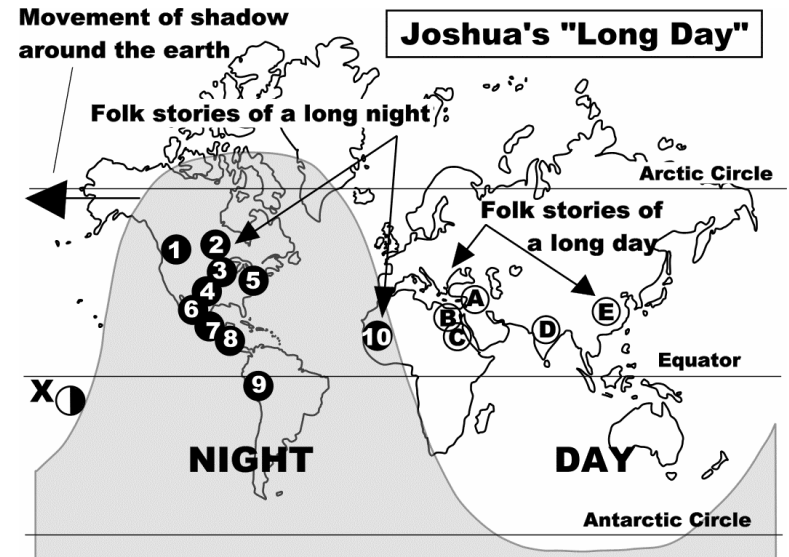 Movement of shadow
around the earth
Joshua's "Long Day"
Folk stories of a long night
Arctic Circle
Folk stories of
a long day
1
2
3
5
4
6
7
8
10
A
B
C
D
E
Equator
9
X
NIGHT
DAY
Antarctic Circle